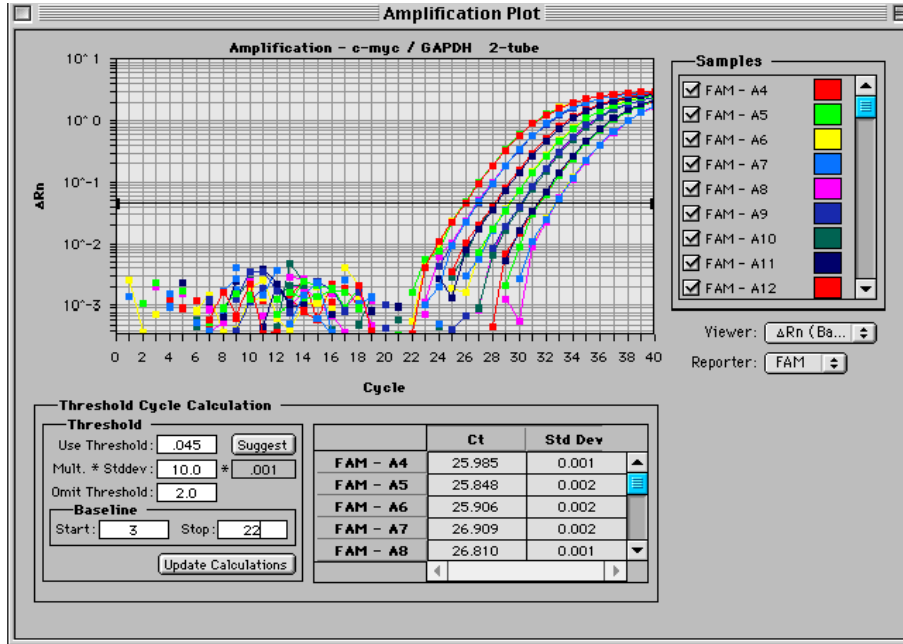 Amplification Plot
Amplification - c-myc / GAPDH 2-tube
10^ 1
10^ 0
10^-1
10^-2
10^-3
ΔRn
0 2 4 6 8 10 12 14 16 18 20 22 24 26 28 30 32 34 36 38 40
Cycle
Samples
FAM - A4
FAM - A5
FAM - A6
FAM - A7
FAM - A8
FAM - A9
FAM - A10
FAM - A11
FAM - A12
Viewer: ΔRn (Ba...
Reporter: FAM
Threshold Cycle Calculation
Threshold
Use Threshold: .045 Suggest
Mult. * Stddev: 10.0 * .001
Omit Threshold: 2.0
Baseline
Start: 3 Stop: 22
Update Calculations
Ct Std Dev
FAM - A4 25.985 0.001
FAM - A5 25.848 0.002
FAM - A6 25.906 0.002
FAM - A7 26.909 0.002
FAM - A8 26.810 0.001